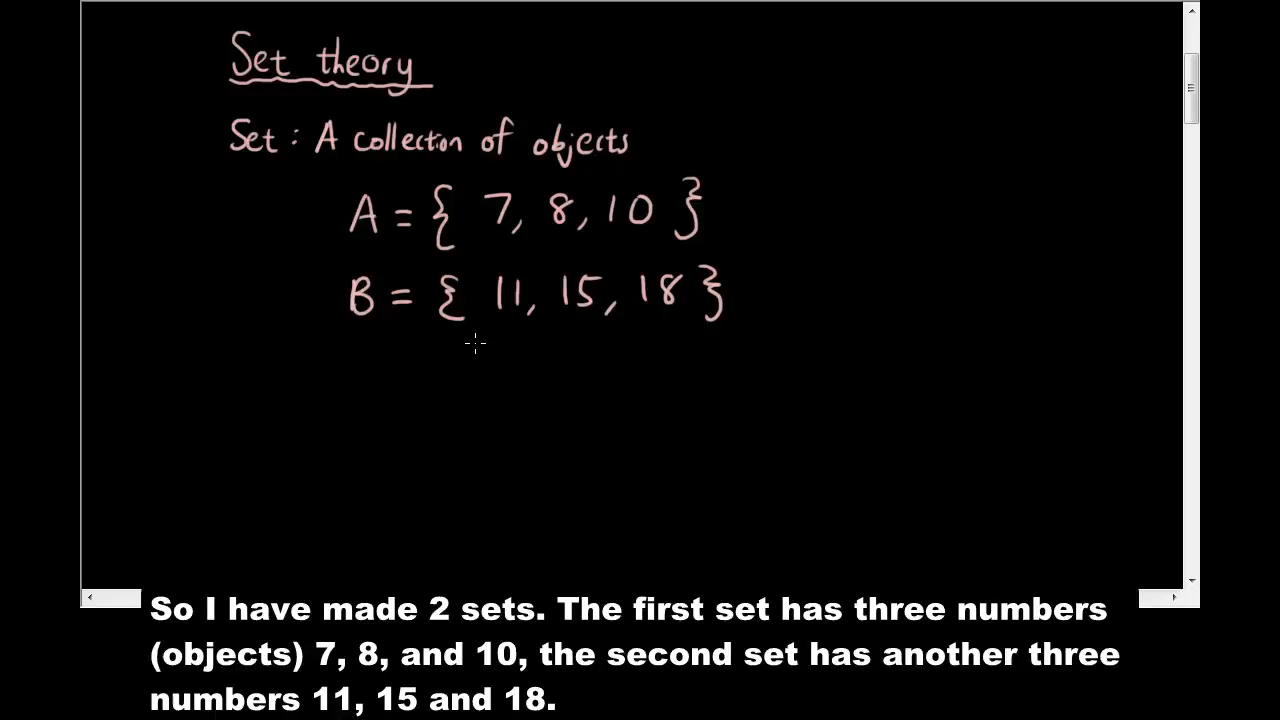 Set theory
Set : A collection of objects
A = { 7, 8, 10 }
B = { 11, 15, 18 }
So I have made 2 sets. The first set has three numbers
(objects) 7, 8, and 10, the second set has another three
numbers 11, 15 and 18.